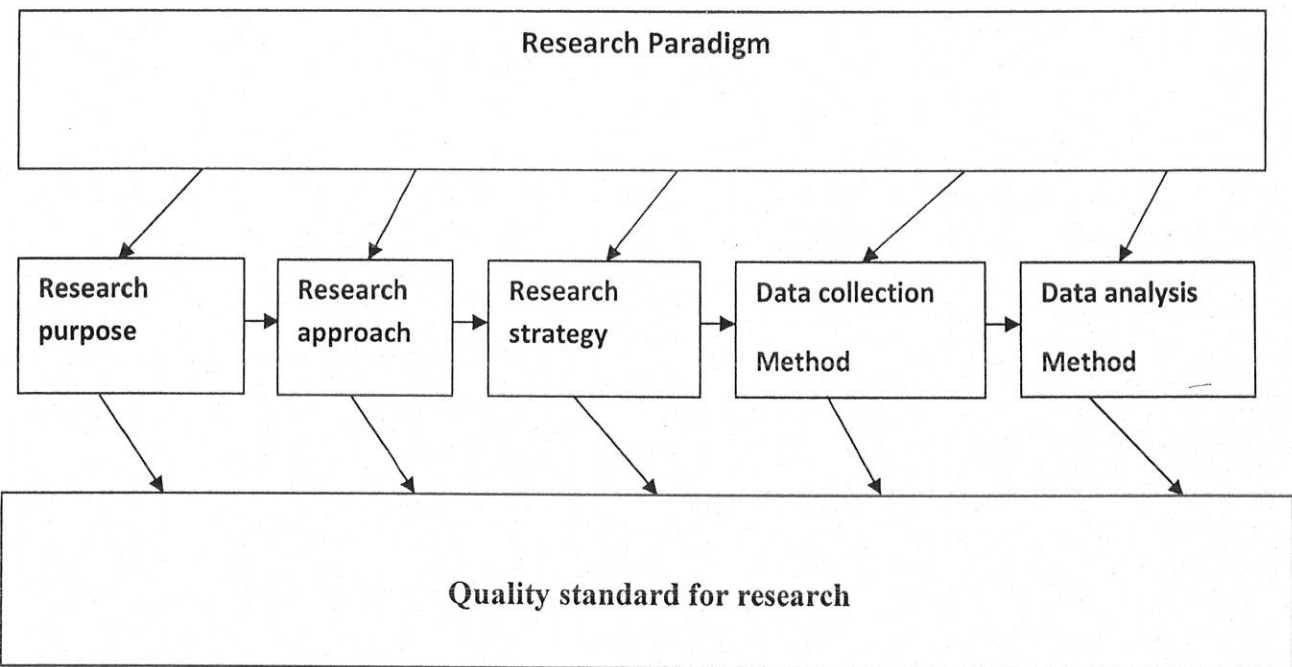 Research Paradigm
Research
purpose
Research
approach
Research
strategy
Data collection
Method
Data analysis
Method
Quality standard for research